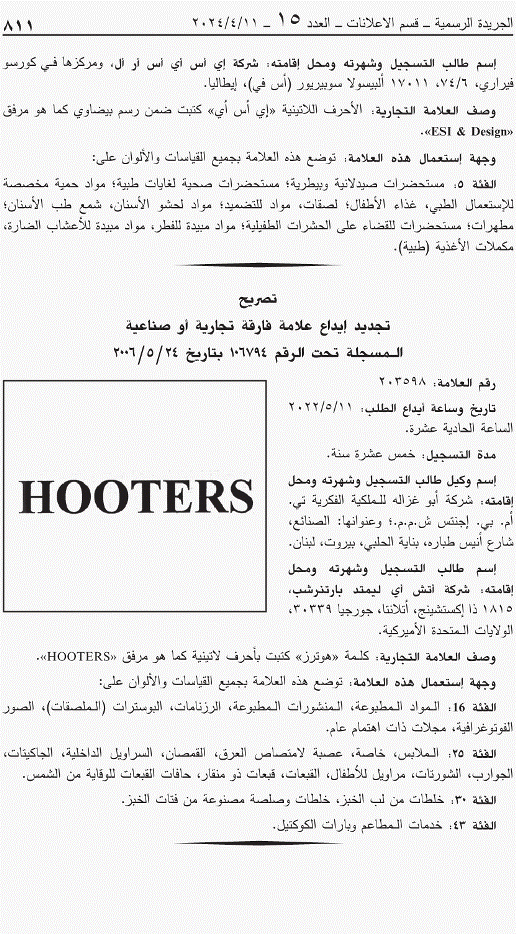 الجريدة الرسمية ــ قسم الاعلانات ــ العدد ١٥ ــ ٢٠٢٤/٤/١١
٨١١
إسم طالب التسجيل وشهرته ومحل إقامته: شركة إي أس أي أس أر أل، ومركزها في كورسو
فيراري، ٧٤/٦، ١٧٠١١ ألبيسولا سوبيريور (أس في)، إيطاليا.
وصف العلامة التجارية: الأحرف اللاتينية «إي أس أي» كتبت ضمن رسم بيضاوي كما هو مرفق
«ESI & Design».
وجهة إستعمال هذه العلامة: توضع هذه العلامة بجميع القياسات والألوان على:
الفئة ٥: مستحضرات صيدلانية وبيطرية؛ مستحضرات صحية لغايات طبية؛ مواد حمية مخصصة
للإستعمال الطبي، غذاء الأطفال؛ لصقات، مواد للتضميد؛ مواد لحشو الأسنان، شمع طب الأسنان؛
مطهرات؛ مستحضرات للقضاء على الحشرات الطفيلية؛ مواد مبيدة للفطر، مواد مبيدة للأعشاب الضارة،
مكملات الأغذية (طبية).
تصريح
تجديد إيداع علامة فارقة تجارية أو صناعية
المسجلة تحت الرقم ١٠٦٧٩٤ بتاريخ ٢٠٠٦/٥/٢٤
رقم العلامة: ٢٠٣٥٩٨
تاريخ وساعة أيداع الطلب: ٢٠٢٢/٥/١١
الساعة الحادية عشرة.
مدة التسجيل: خمس عشرة سنة.
إسم وكيل طالب التسجيل وشهرته ومحل
إقامته: شركة أبو غزاله للملكية الفكرية تي.
أم. بي. إجنتس ش.م.م.؛ وعنوانها: الصنائع،
شارع أنيس طباره، بناية الحلبي، بيروت، لبنان.
إسم طالب التسجيل وشهرته ومحل
إقامته: شركة أتش أي ليمتد بارتنرشب،
١٨١٥ ذا إكستشينج، أتلانتا، جورجيا ٣٠٣٣٩،
الولايات المتحدة الأميركية.
HOOTERS
وصف العلامة التجارية: كلمة «هوترز» كتبت بأحرف لاتينية كما هو مرفق «HOOTERS».
وجهة إستعمال هذه العلامة: توضع هذه العلامة بجميع القياسات والألوان على:
الفئة 16: المواد المطبوعة، المنشورات المطبوعة، الرزنامات، البوسترات (الملصقات)، الصور
الفوتوغرافية، مجلات ذات اهتمام عام.
الفئة ٢٥: الملابس، خاصة، عصبة لامتصاص العرق، القمصان، السراويل الداخلية، الجاكيتات،
الجوارب، الشورتات، مراويل للأطفال، القبعات، قبعات ذو منقار، حافات القبعات للوقاية من الشمس.
الفئة ٣٠: خلطات من لب الخبز، خلطات وصلصة مصنوعة من فتات الخبز.
الفئة ٤٣: خدمات المطاعم وبارات الكوكتيل.